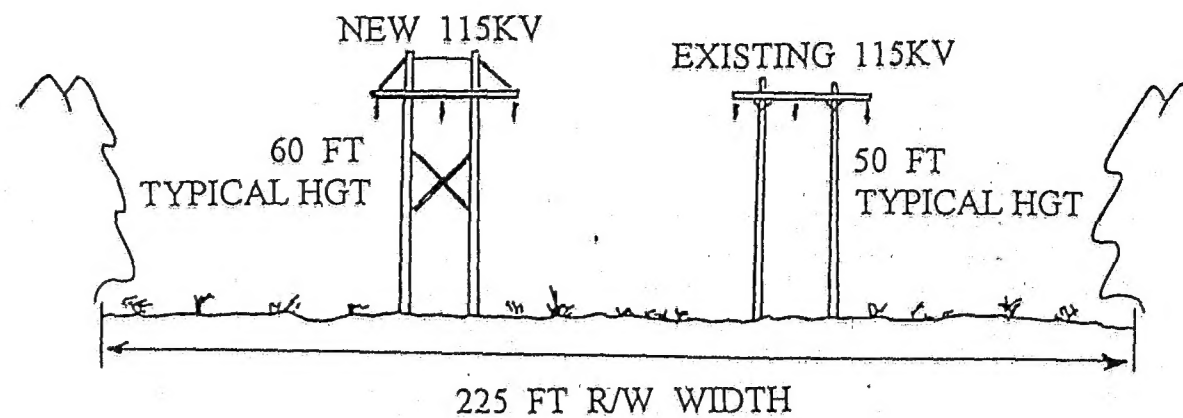 NEW 115KV
EXISTING 115KV
60 FT
TYPICAL HGT
50 FT
TYPICAL HGT
225 FT R/W WIDTH